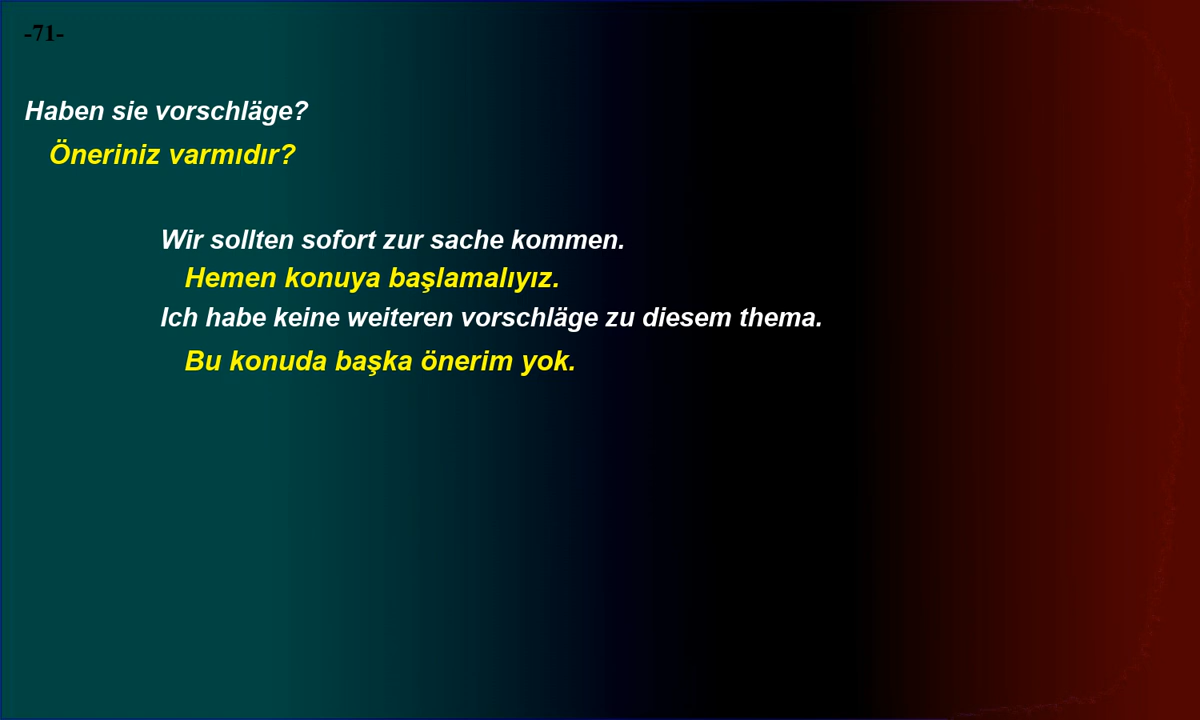 -71-
Haben sie vorschläge?
Öneriniz varmıdır?
Wir sollten sofort zur sache kommen.
Hemen konuya başlamalıyız.
Ich habe keine weiteren vorschläge zu diesem thema.
Bu konuda başka önerim yok.